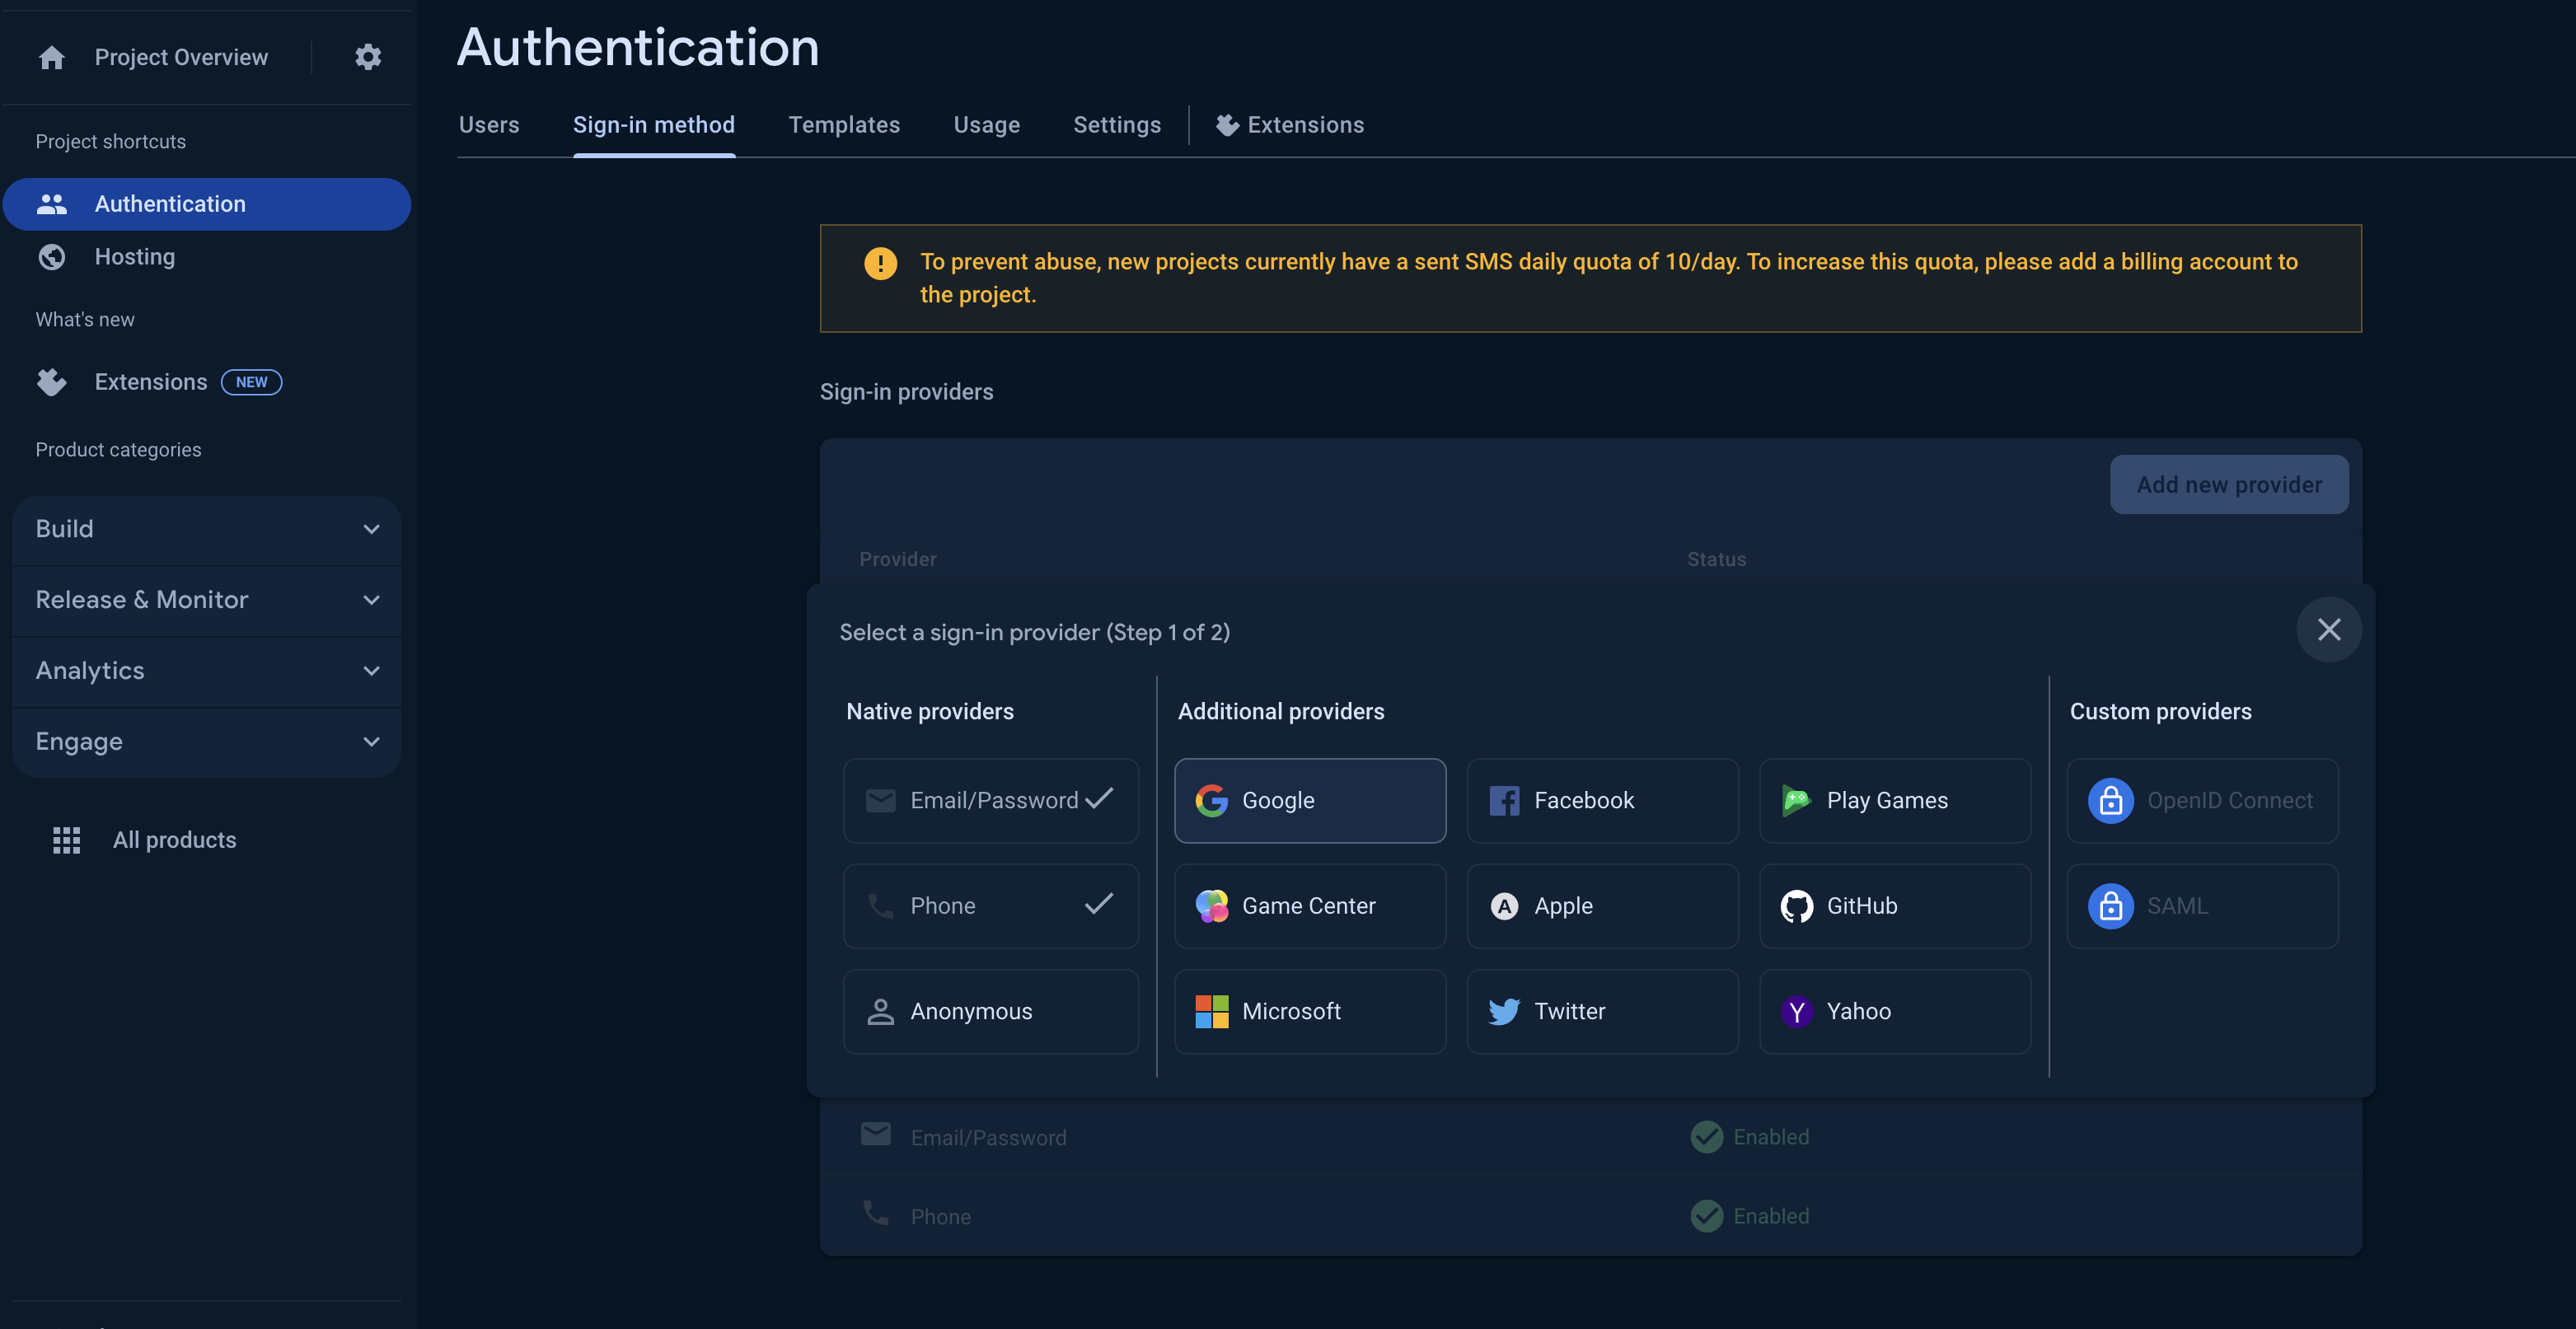 Project Overview
Project shortcuts
Authentication
Hosting
What's new
Extensions NEW
Product categories
Build
Release & Monitor
Analytics
Engage
All products
Authentication
Users Sign-in method Templates Usage Settings Extensions
To prevent abuse, new projects currently have a sent SMS daily quota of 10/day. To increase this quota, please add a billing account to
the project.
Sign-in providers
Add new provider
Provider Status
Select a sign-in provider (Step 1 of 2)
Native providers Additional providers Custom providers
Email/Password Google Facebook Play Games OpenID Connect
Phone Game Center Apple GitHub SAML
Anonymous Microsoft Twitter Yahoo
Email/Password Enabled
Phone Enabled